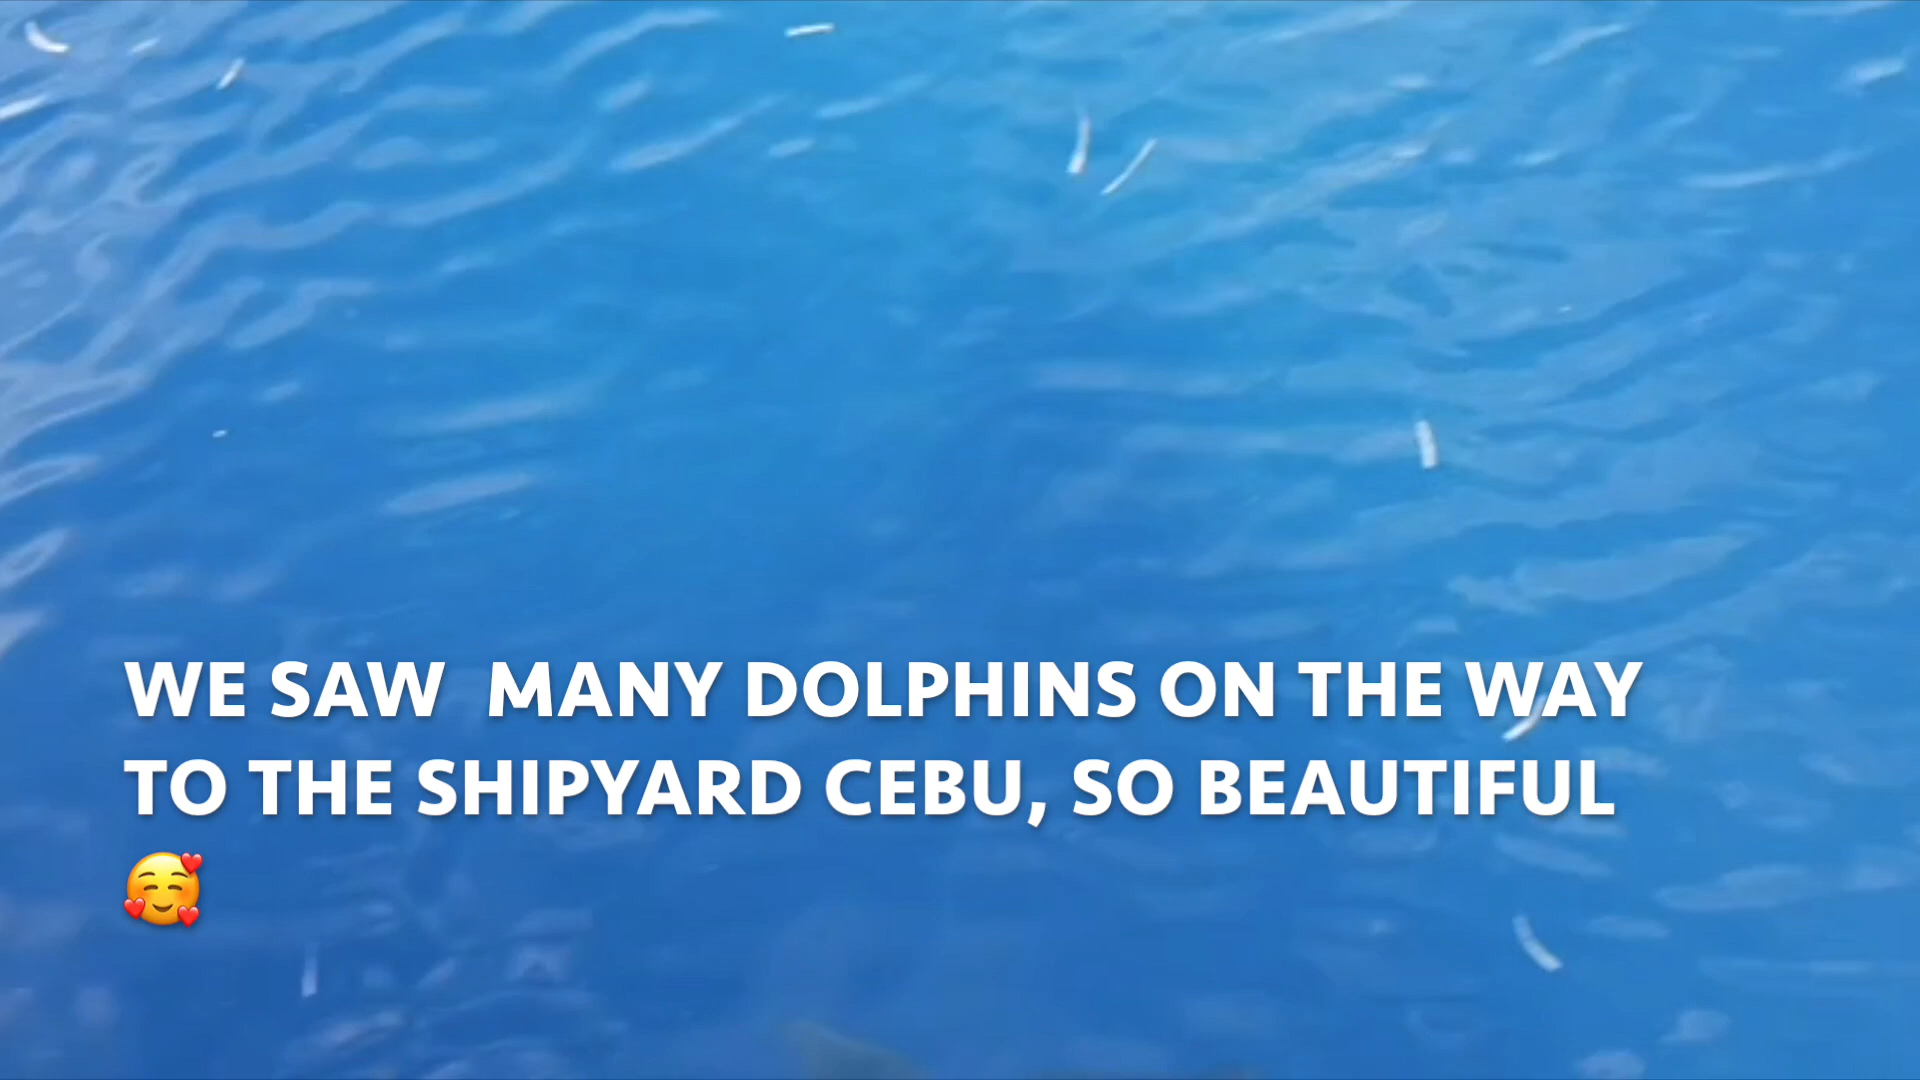 WE SAW  MANY DOLPHINS ON THE WAY
TO THE SHIPYARD CEBU, SO BEAUTIFUL
🥰